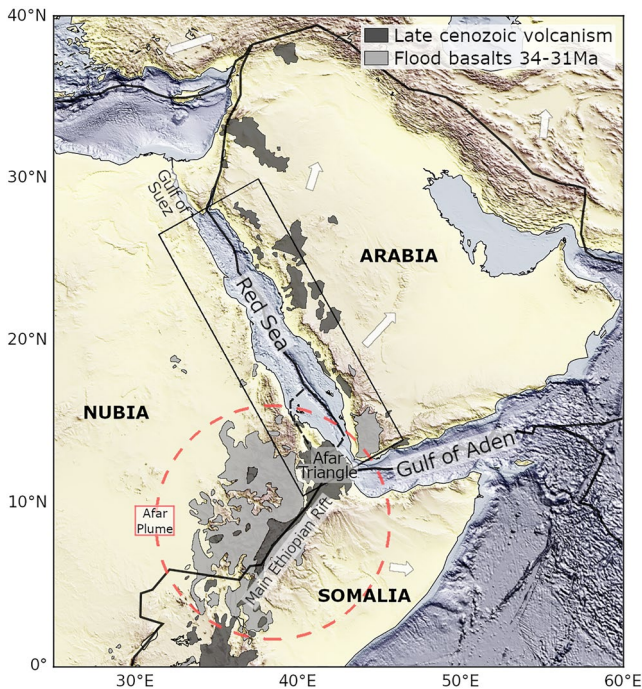 40°N
Late cenozoic volcanism
Flood basalts 34-31Ma
30°N
Gulf of
Suez
ARABIA
Red Sea
20°N
NUBIA
Afar
Triangle
Gulf of Aden
10°N
Afar
Plume
Main Ethiopian Rift
SOMALIA
0°
30°E
40°E
50°E
60°E